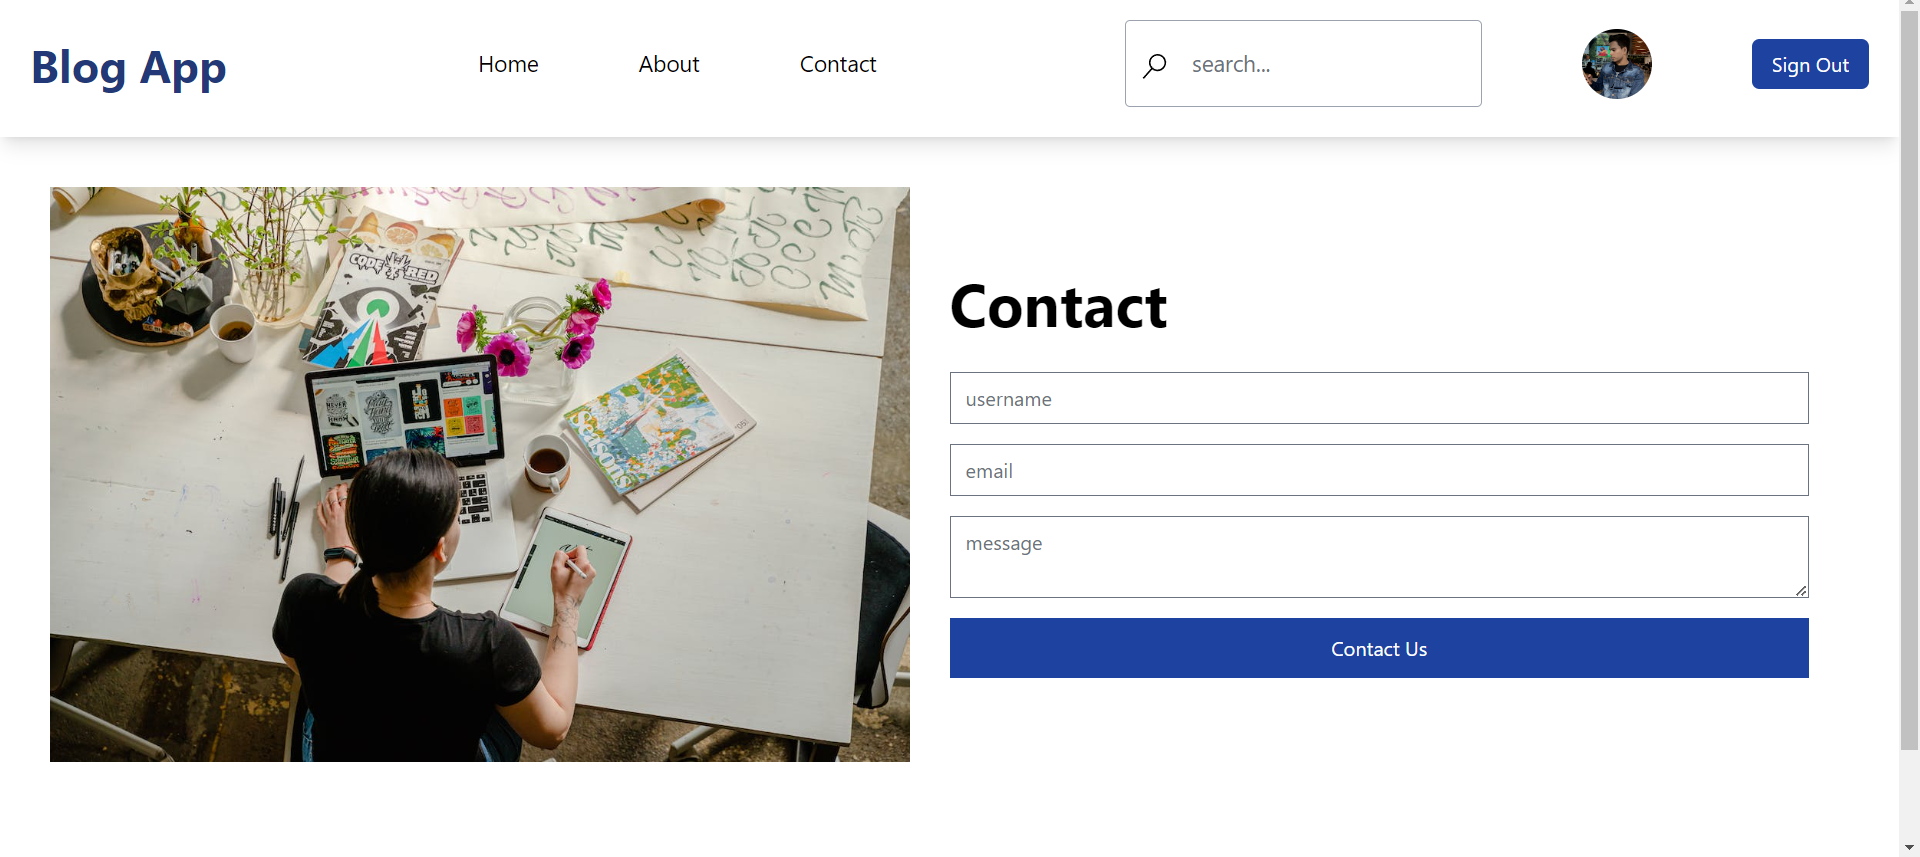 Blog App
Home
About
Contact
search...
Sign Out
CODE RED
Seasons
Contact
username
email
message
Contact Us